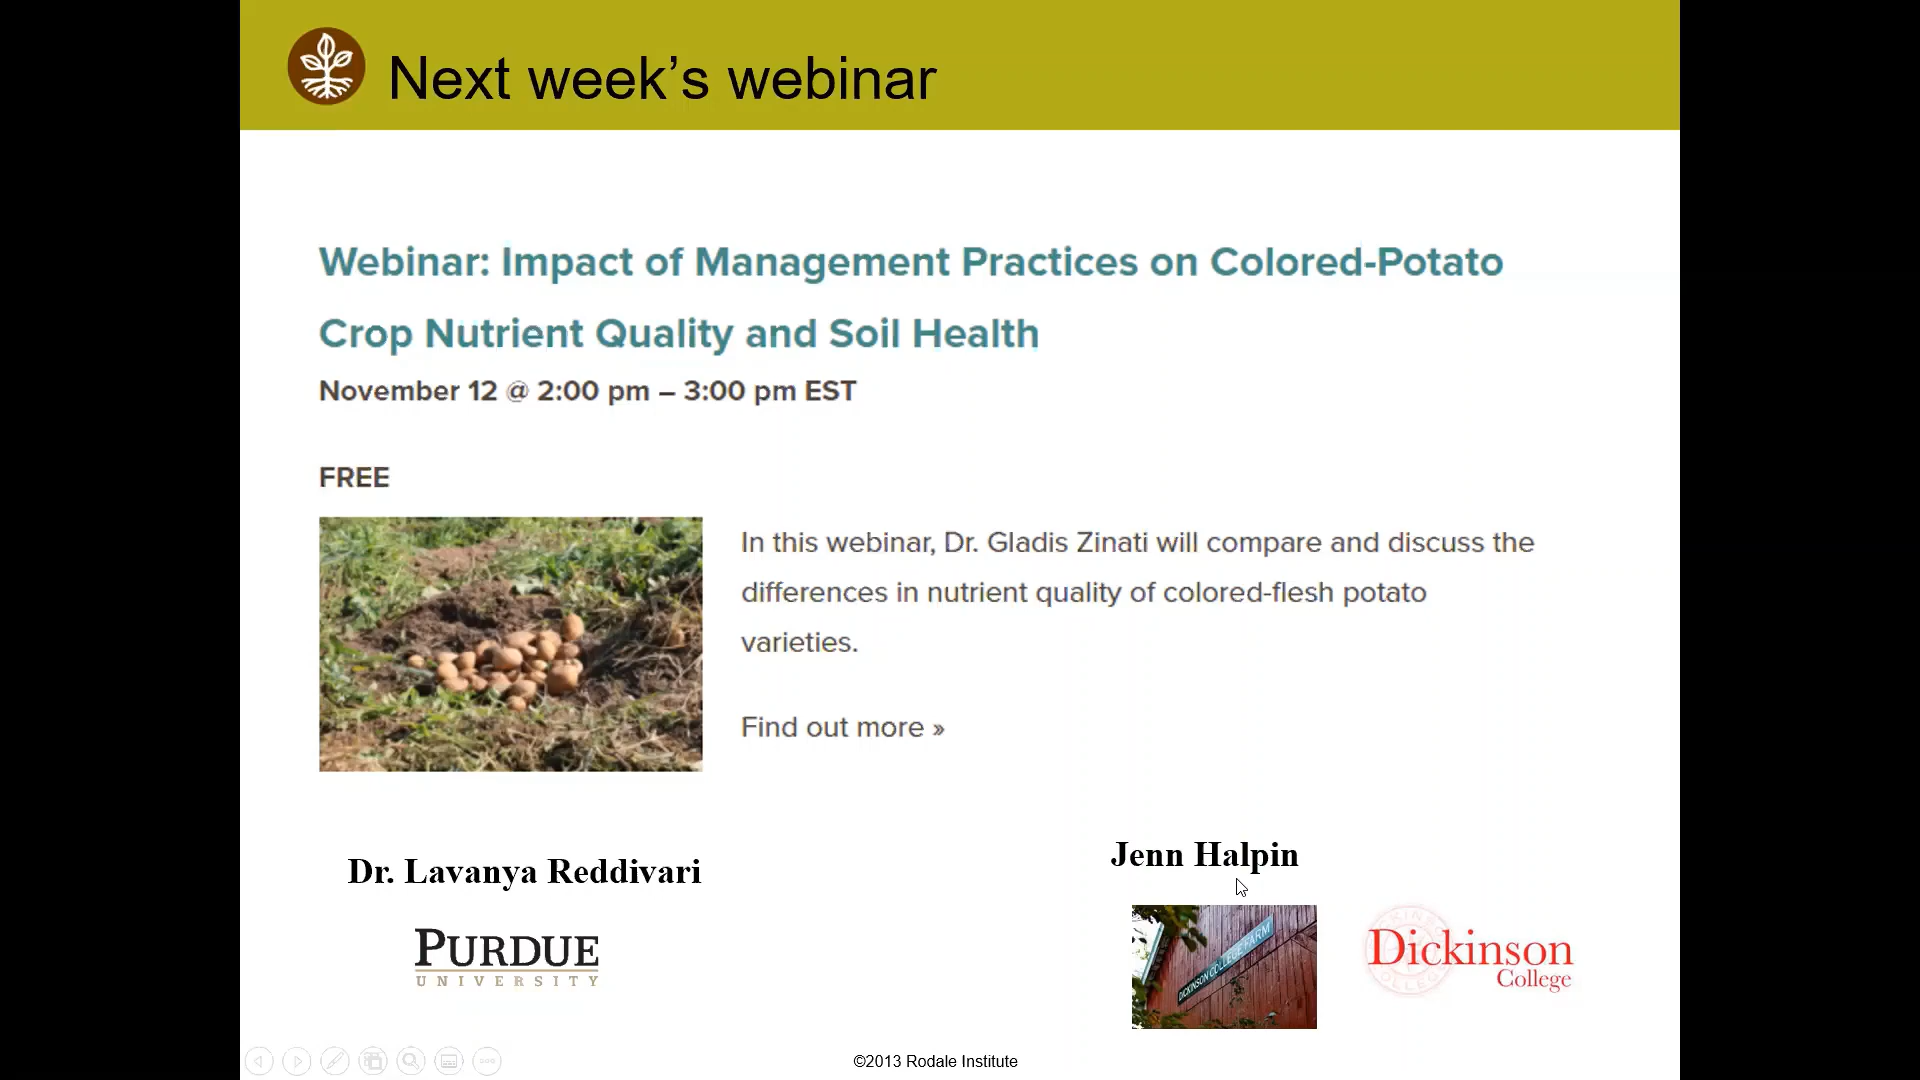 Next week’s webinar
Webinar: Impact of Management Practices on Colored-Potato
Crop Nutrient Quality and Soil Health
November 12 @ 2:00 pm – 3:00 pm EST
FREE
In this webinar, Dr. Gladis Zinati will compare and discuss the
differences in nutrient quality of colored-flesh potato
varieties.
Find out more »
Dr. Lavanya Reddivari
PURDUE
UNIVERSITY
Jenn Halpin
DICKINSON COLLEGE FARM
Dickinson
College
©2013 Rodale Institute